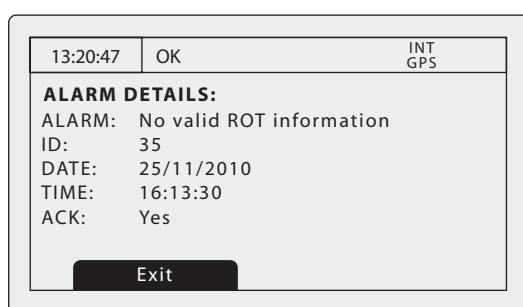 13:20:47 OK INT
GPS
ALARM DETAILS:
ALARM: No valid ROT information
ID: 35
DATE: 25/11/2010
TIME: 16:13:30
ACK: Yes
Exit